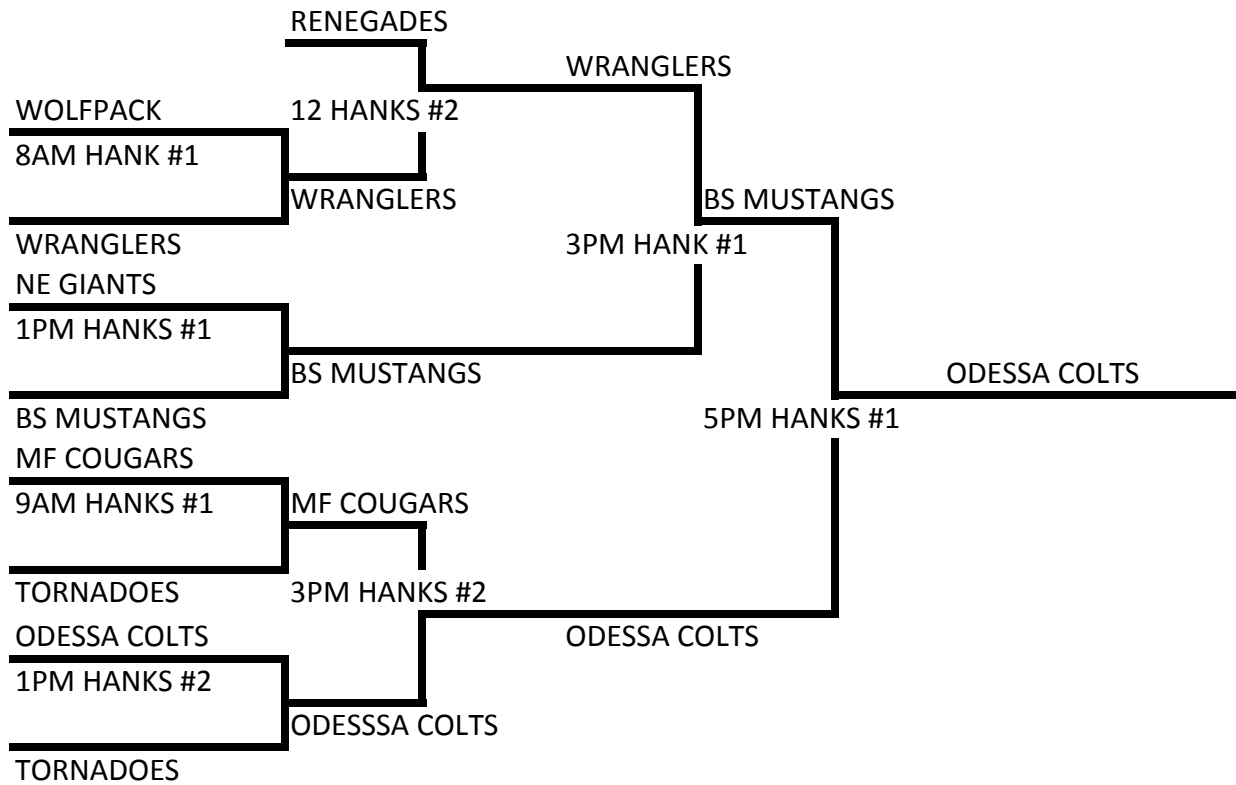 RENEGADES
WRANGLERS
WOLFPACK
12 HANKS #2
8AM HANK #1
WRANGLERS
BS MUSTANGS
WRANGLERS
3PM HANK #1
NE GIANTS
1PM HANKS #1
BS MUSTANGS
ODESSA COLTS
BS MUSTANGS
5PM HANKS #1
MF COUGARS
9AM HANKS #1
MF COUGARS
TORNADOES
3PM HANKS #2
ODESSA COLTS
ODESSA COLTS
1PM HANKS #2
ODESSSA COLTS
TORNADOES